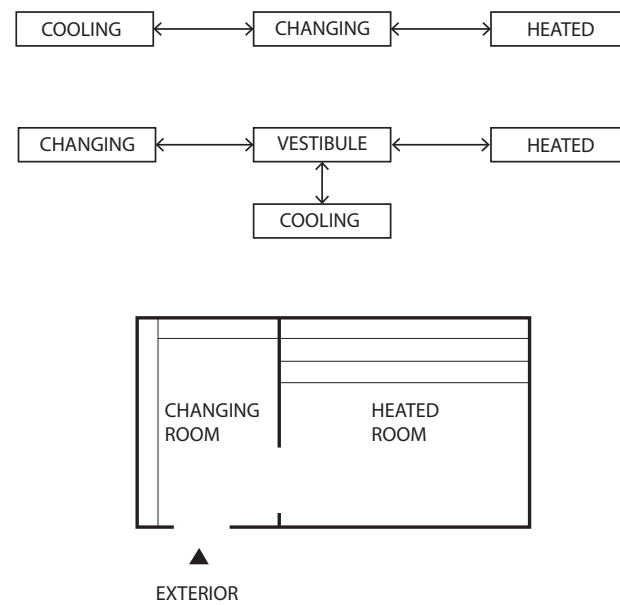 COOLING CHANGING HEATED
CHANGING VESTIBULE HEATED
COOLING
CHANGING
ROOM
HEATED
ROOM
EXTERIOR